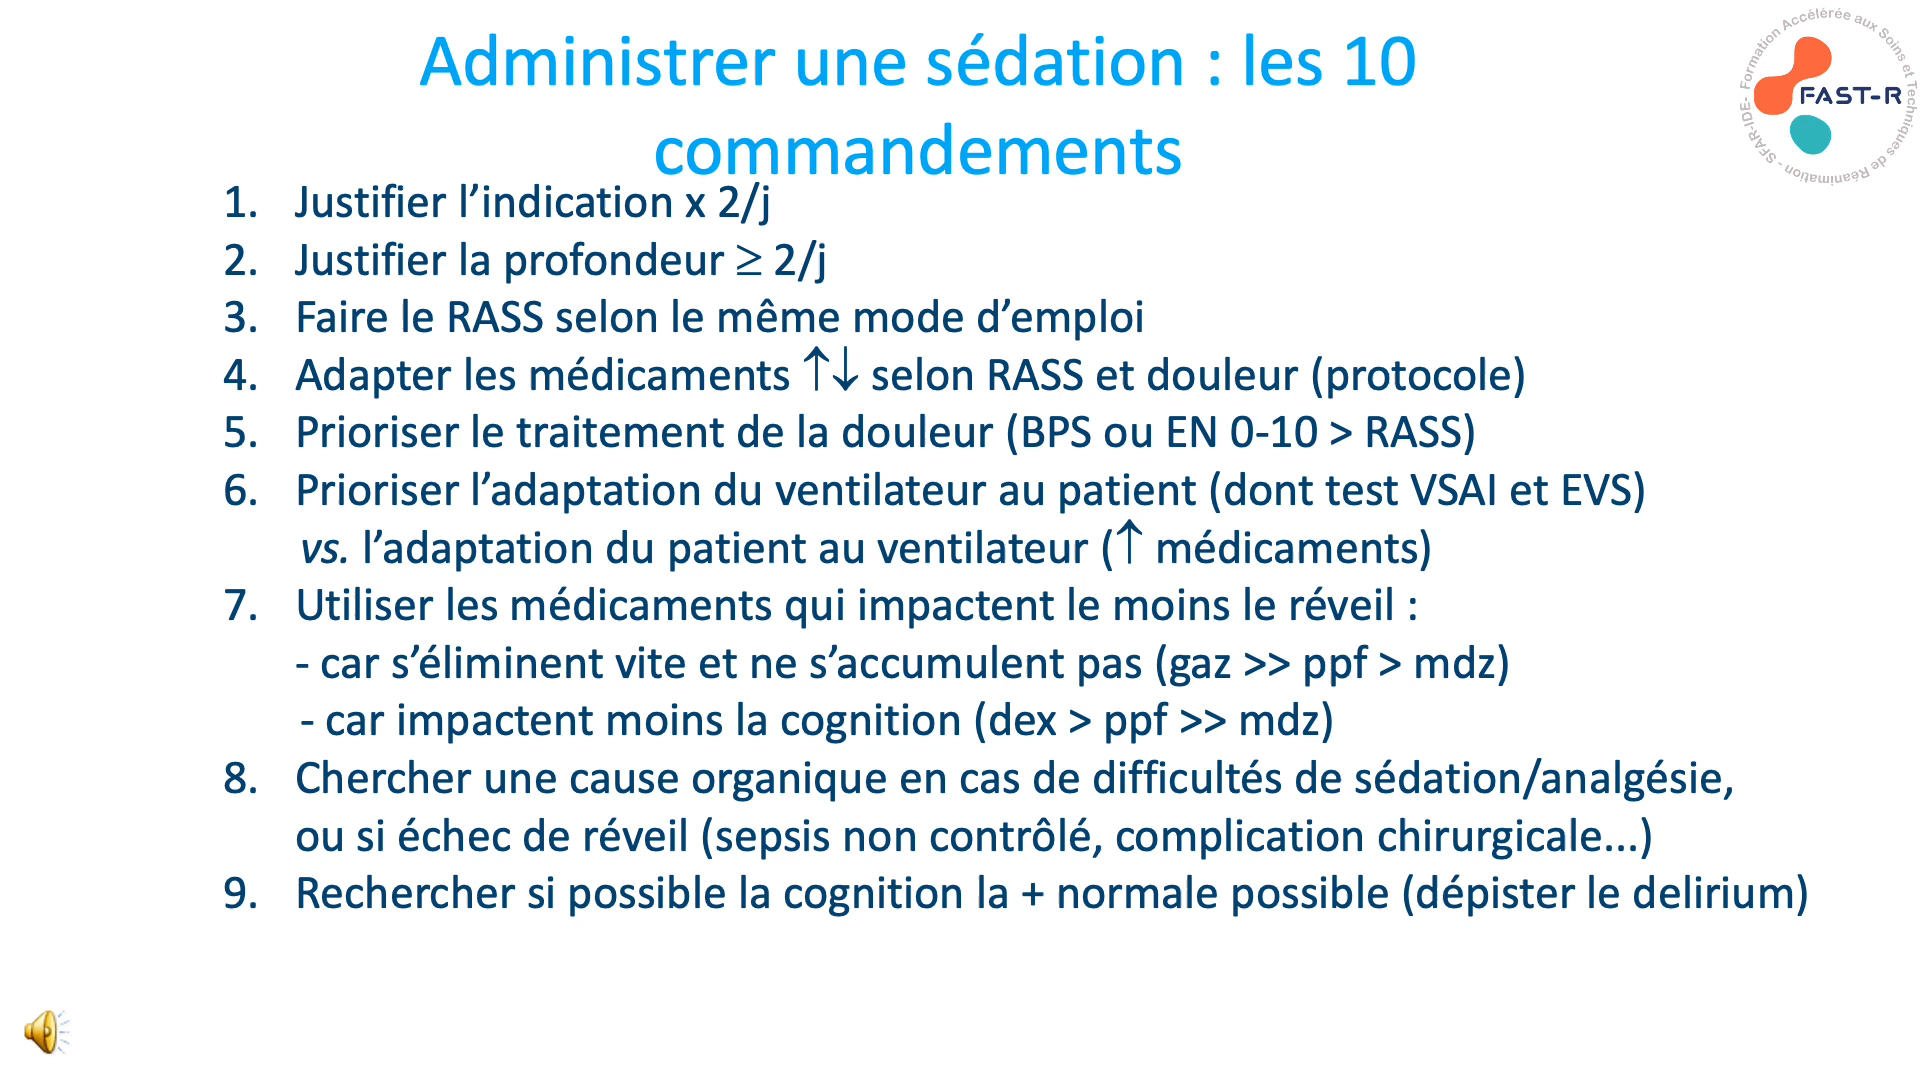 Administrer une sédation : les 10
commandements
1. Justifier l’indication x 2/j
2. Justifier la profondeur ≥ 2/j
3. Faire le RASS selon le même mode d’emploi
4. Adapter les médicaments ↑↓ selon RASS et douleur (protocole)
5. Prioriser le traitement de la douleur (BPS ou EN 0-10 > RASS)
6. Prioriser l’adaptation du ventilateur au patient (dont test VSAI et EVS)
vs. l’adaptation du patient au ventilateur (↑ médicaments)
7. Utiliser les médicaments qui impactent le moins le réveil :
- car s’éliminent vite et ne s’accumulent pas (gaz >> ppf > mdz)
- car impactent moins la cognition (dex > ppf >> mdz)
8. Chercher une cause organique en cas de difficultés de sédation/analgésie,
ou si échec de réveil (sepsis non contrôlé, complication chirurgicale...)
9. Rechercher si possible la cognition la + normale possible (dépister le delirium)
FAST-R
SFAR-IDE- Formation Accélérée aux Soins et Techniques de Réanimation -